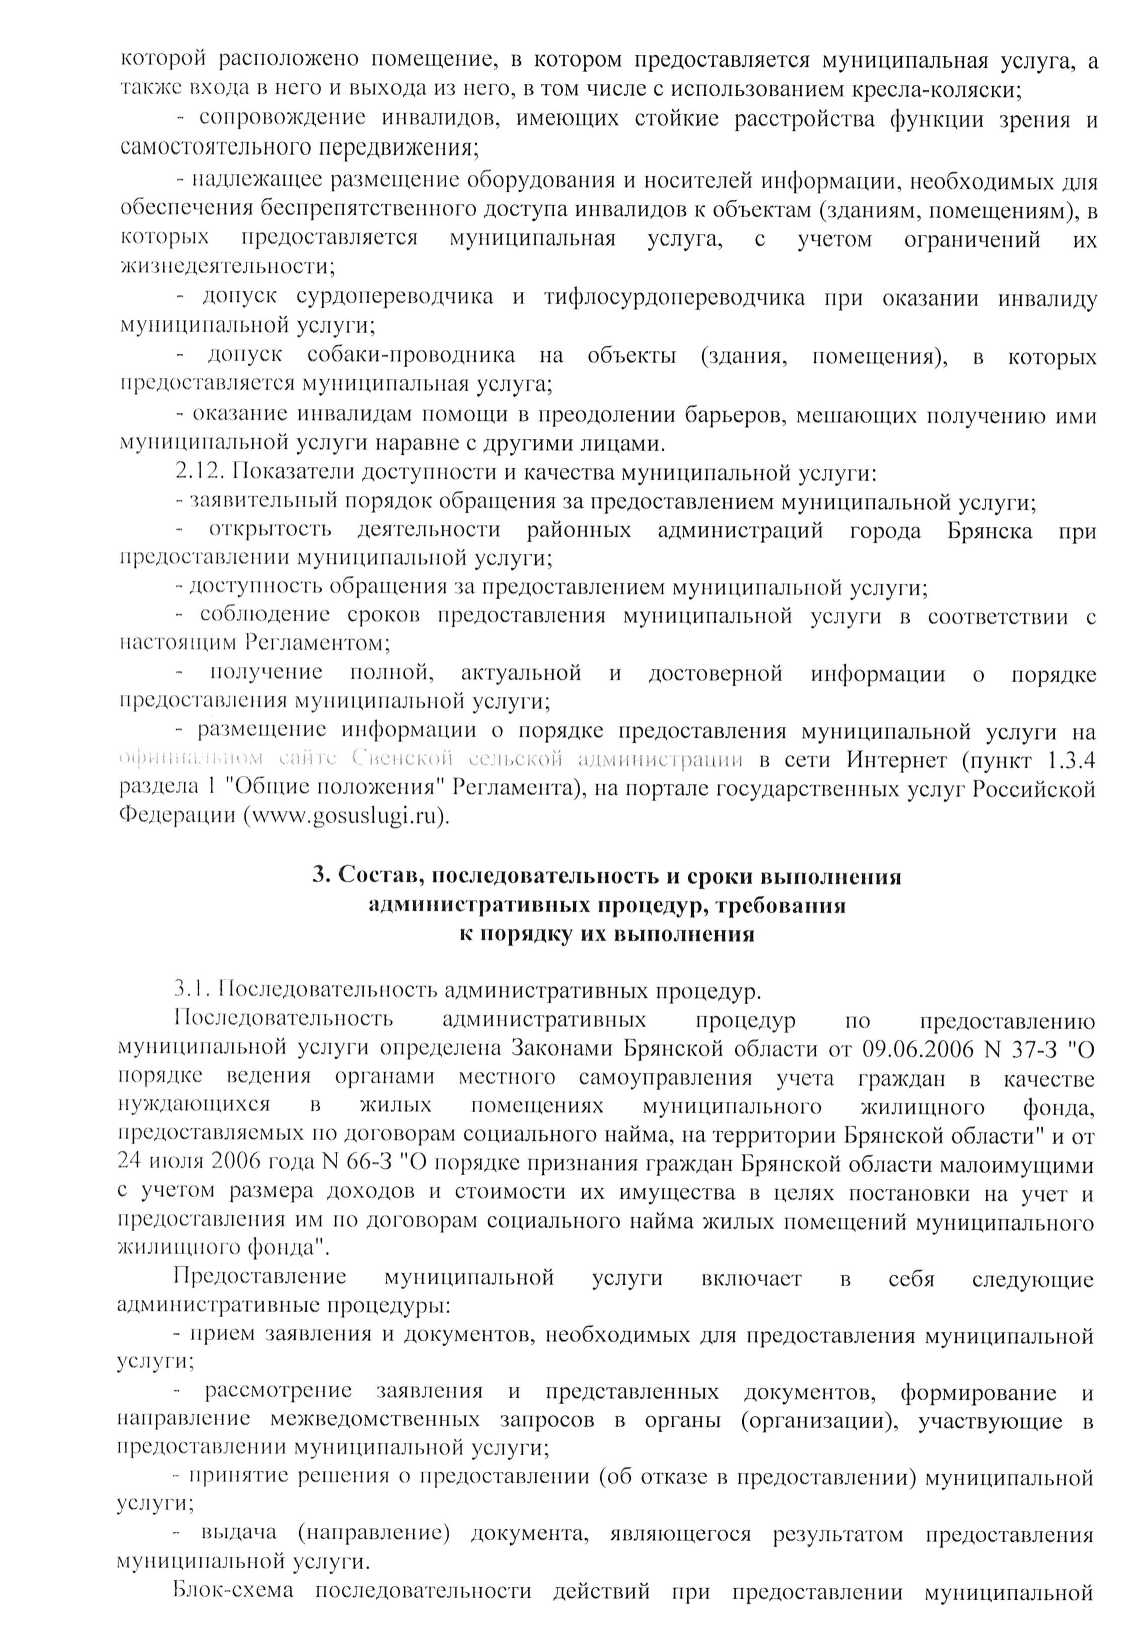 которой расположено помещение, в котором предоставляется муниципальная услуга, а
также входа в него и выхода из него, в том числе с использованием кресла-коляски;
- сопровождение инвалидов, имеющих стойкие расстройства функции зрения и
самостоятельного передвижения;
- надлежащее размещение оборудования и носителей информации, необходимых для
обеспечения беспрепятственного доступа инвалидов к объектам (зданиям, помещениям), в
которых предоставляется муниципальная услуга, с учетом ограничений их
жизнедеятельности;
- допуск сурдопереводчика и тифлосурдопереводчика при оказании инвалиду
муниципальной услуги;
- допуск собаки-проводника на объекты (здания, помещения), в которых
предоставляется муниципальная услуга;
- оказание инвалидам помощи в преодолении барьеров, мешающих получению ими
муниципальной услуги наравне с другими лицами.
2.12. Показатели доступности и качества муниципальной услуги:
- заявительный порядок обращения за предоставлением муниципальной услуги;
- открытость деятельности районных администраций города Брянска при
предоставлении муниципальной услуги;
- доступность обращения за предоставлением муниципальной услуги;
- соблюдение сроков предоставления муниципальной услуги в соответствии с
настоящим Регламентом;
- получение полной, актуальной и достоверной информации о порядке
предоставления муниципальной услуги;
- размещение информации о порядке предоставления муниципальной услуги на
официальном сайте Свенской сельской администрации в сети Интернет (пункт 1.3.4
раздела 1 "Общие положения" Регламента), на портале государственных услуг Российской
Федерации (www.gosuslugi.ru).
3. Состав, последовательность и сроки выполнения
административных процедур, требования
к порядку их выполнения
3.1. Последовательность административных процедур.
Последовательность административных процедур по предоставлению
муниципальной услуги определена Законами Брянской области от 09.06.2006 N 37-З "О
порядке ведения органами местного самоуправления учета граждан в качестве
нуждающихся в жилых помещениях муниципального жилищного фонда,
предоставляемых по договорам социального найма, на территории Брянской области" и от
24 июля 2006 года N 66-З "О порядке признания граждан Брянской области малоимущими
с учетом размера доходов и стоимости их имущества в целях постановки на учет и
предоставления им по договорам социального найма жилых помещений муниципального
жилищного фонда".
Предоставление муниципальной услуги включает в себя следующие
административные процедуры:
- прием заявления и документов, необходимых для предоставления муниципальной
услуги;
- рассмотрение заявления и представленных документов, формирование и
направление межведомственных запросов в органы (организации), участвующие в
предоставлении муниципальной услуги;
- принятие решения о предоставлении (об отказе в предоставлении) муниципальной
услуги;
- выдача (направление) документа, являющегося результатом предоставления
муниципальной услуги.
Блок-схема последовательности действий при предоставлении муниципальной